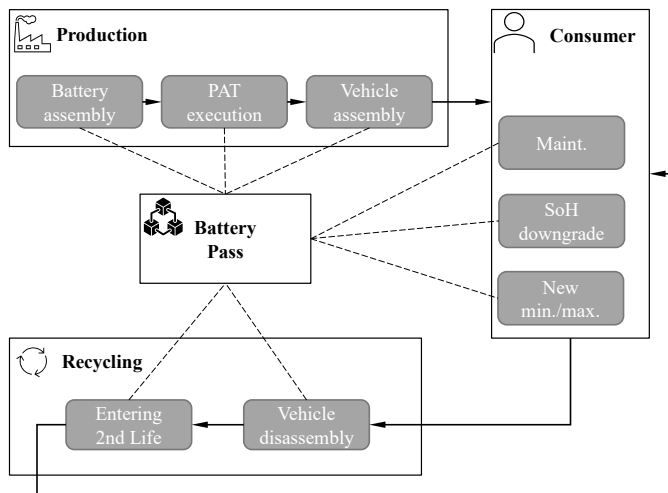 Production
Battery
assembly
PAT
execution
Vehicle
assembly
Consumer
Maint.
SoH
downgrade
New
min./max.
Battery
Pass
Recycling
Entering
2nd Life
Vehicle
disassembly